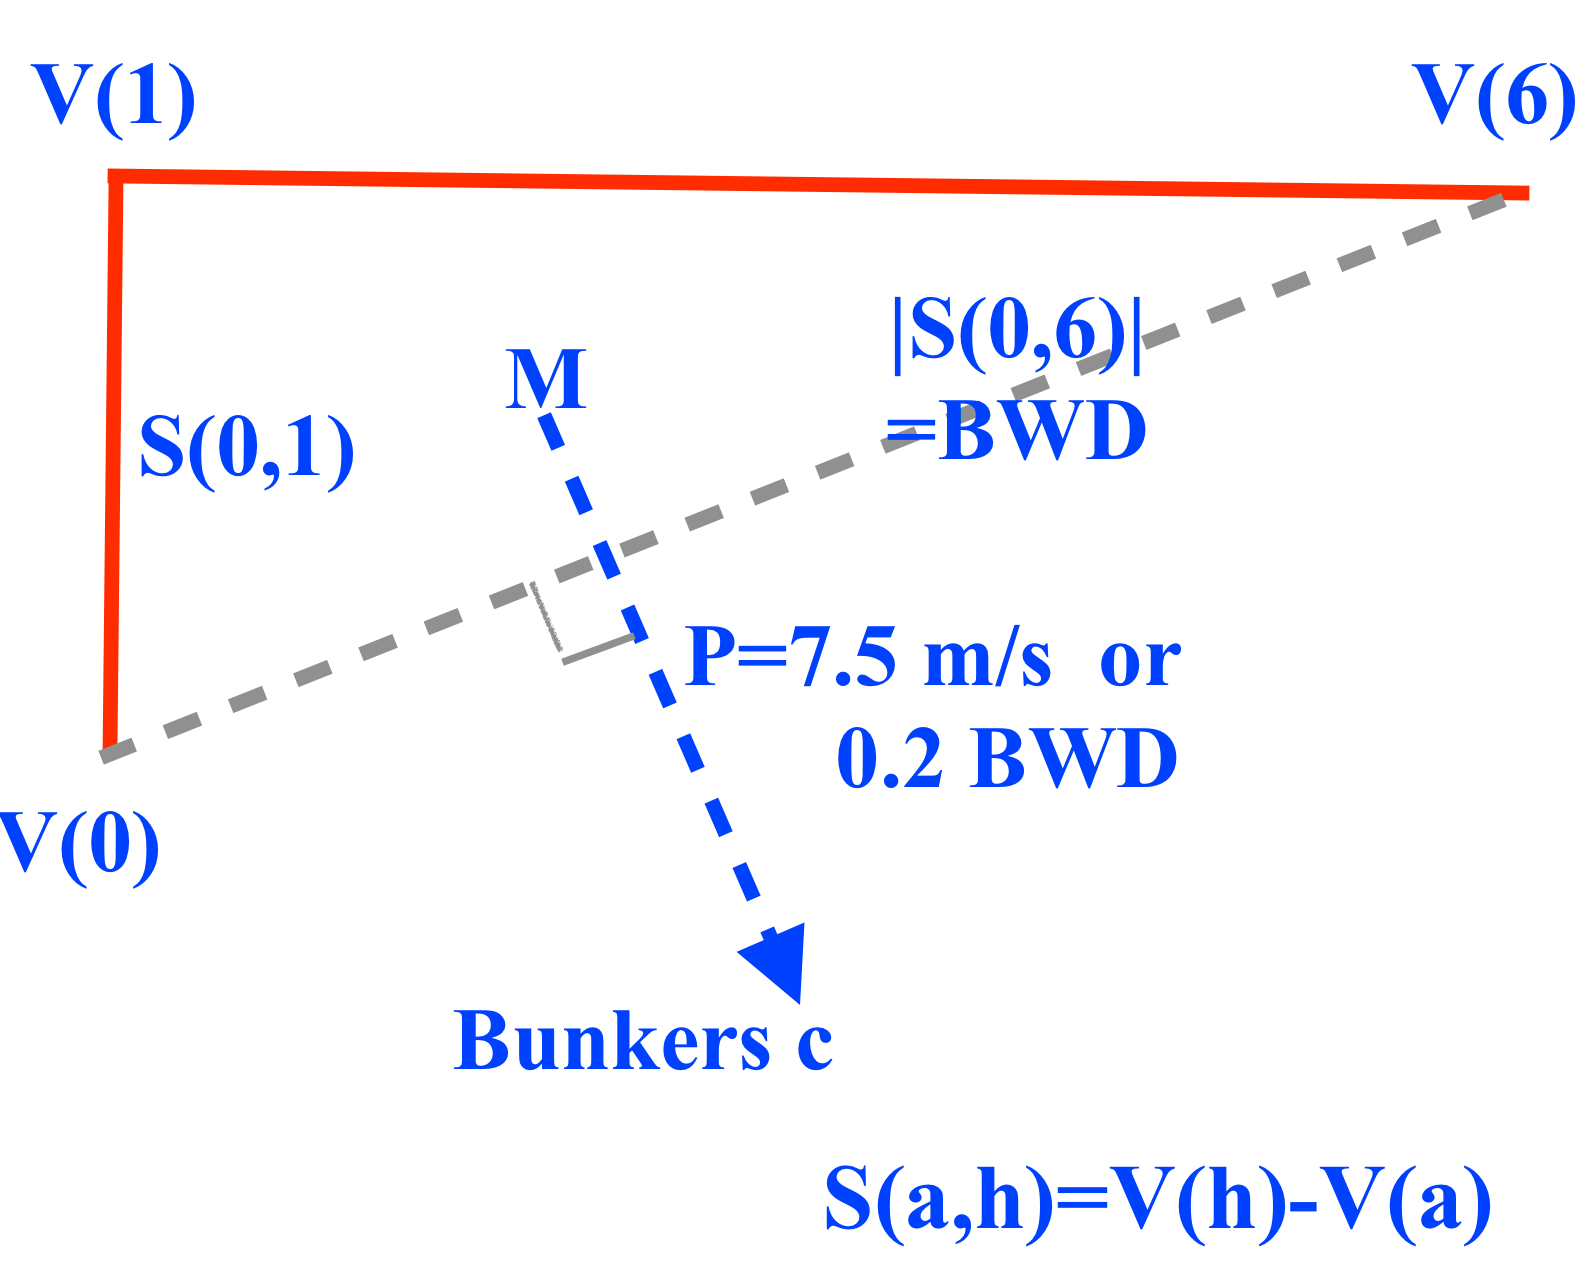 V(1)
V(6)
|S(0,6)|
=BWD
M
S(0,1)
P=7.5 m/s or
0.2 BWD
V(0)
Bunkers c
S(a,h)=V(h)-V(a)